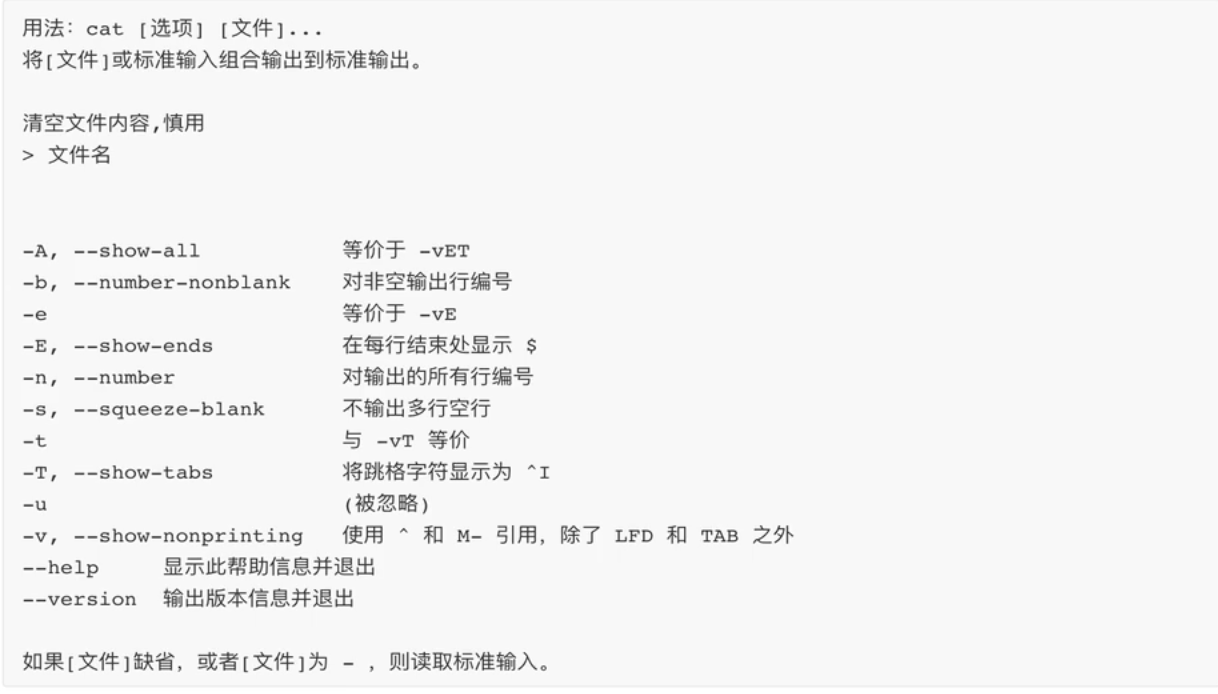 用法：cat [选项] [文件]...
将[文件]或标准输入组合输出到标准输出。
清空文件内容,慎用
> 文件名
-A, --show-all 等价于 -vET
-b, --number-nonblank 对非空输出行编号
-e 等价于 -vE
-E, --show-ends 在每行结束处显示 $
-n, --number 对输出的所有行编号
-s, --squeeze-blank 不输出多行空行
-t 与 -vT 等价
-T, --show-tabs 将跳格字符显示为 ^I
-u (被忽略)
-v, --show-nonprinting 使用 ^ 和 M- 引用，除了 LFD 和 TAB 之外
--help 显示此帮助信息并退出
--version 输出版本信息并退出
如果[文件]缺省，或者[文件]为 - ，则读取标准输入。